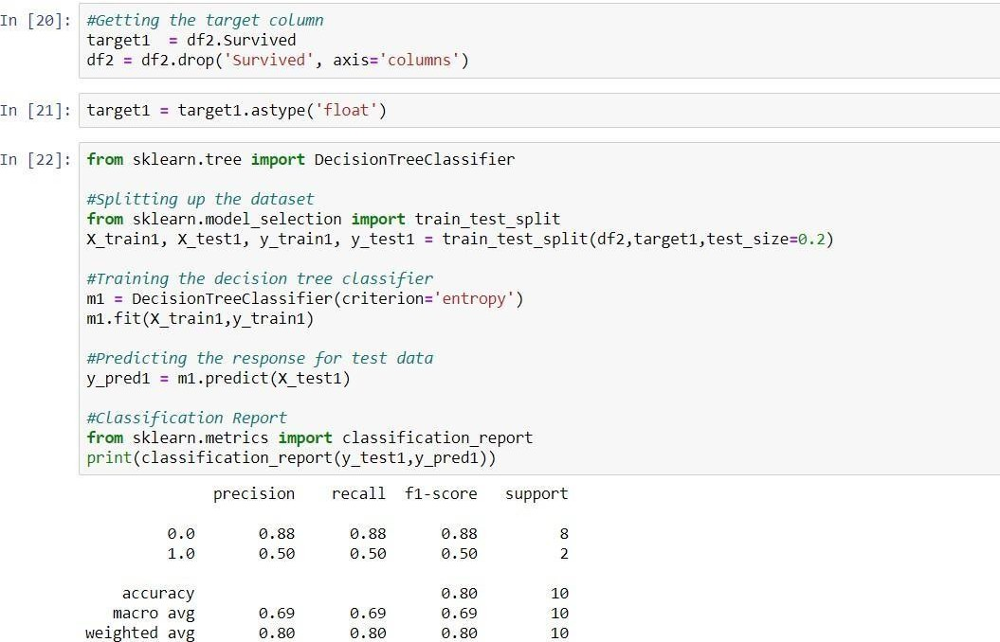 In [20]: #Getting the target column
target1  = df2.Survived
df2 = df2.drop('Survived', axis='columns')
In [21]: target1 = target1.astype('float')
In [22]: from sklearn.tree import DecisionTreeClassifier
#Splitting up the dataset
from sklearn.model_selection import train_test_split
X_train1, X_test1, y_train1, y_test1 = train_test_split(df2,target1,test_size=0.2)
#Training the decision tree classifier
m1 = DecisionTreeClassifier(criterion='entropy')
m1.fit(X_train1,y_train1)
#Predicting the response for test data
y_pred1 = m1.predict(X_test1)
#Classification Report
from sklearn.metrics import classification_report
print(classification_report(y_test1,y_pred1))
precision recall f1-score support
0.0 0.88 0.88 0.88 8
1.0 0.50 0.50 0.50 2
accuracy 0.80 10
macro avg 0.69 0.69 0.69 10
weighted avg 0.80 0.80 0.80 10